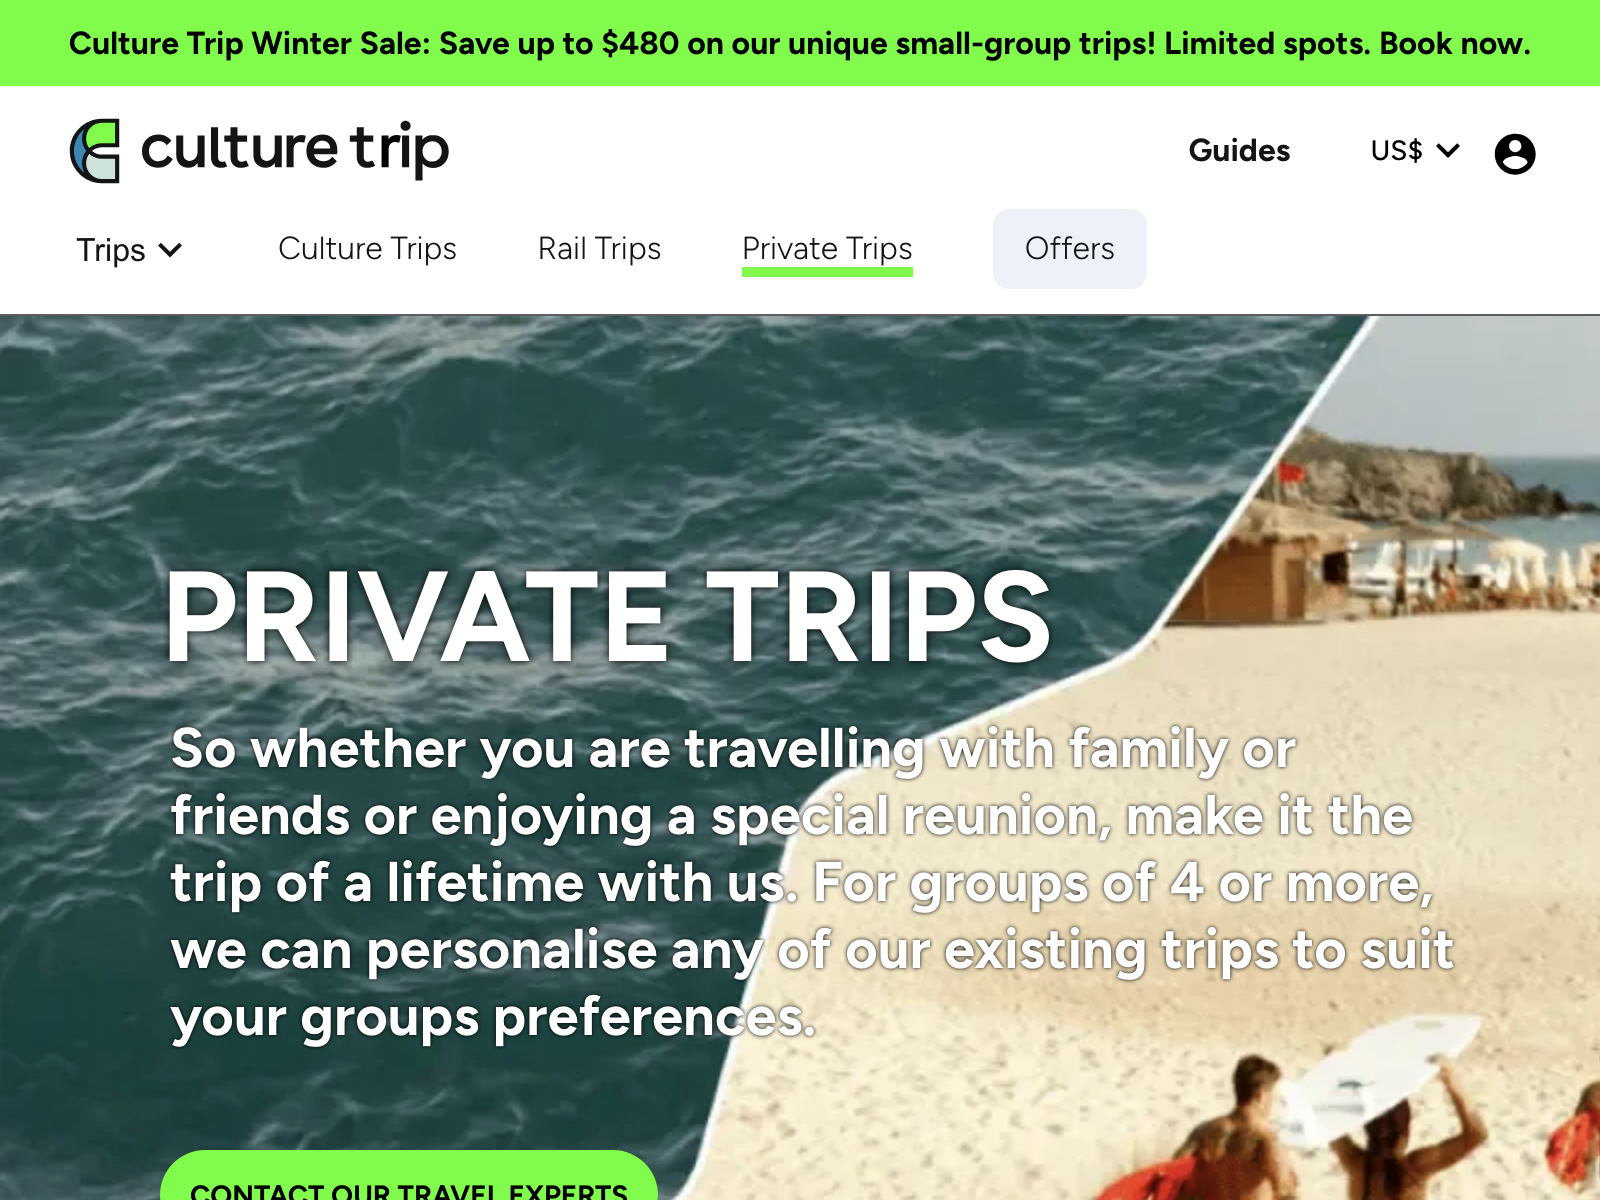 Culture Trip Winter Sale: Save up to $480 on our unique small-group trips! Limited spots. Book now.
culture trip
Guides
US$
Trips
Culture Trips
Rail Trips
Private Trips
Offers
PRIVATE TRIPS
So whether you are travelling with family or
friends or enjoying a special reunion, make it the
trip of a lifetime with us. For groups of 4 or more,
we can personalise any of our existing trips to suit
your groups preferences.
CONTACT OUR TRAVEL EXPERTS